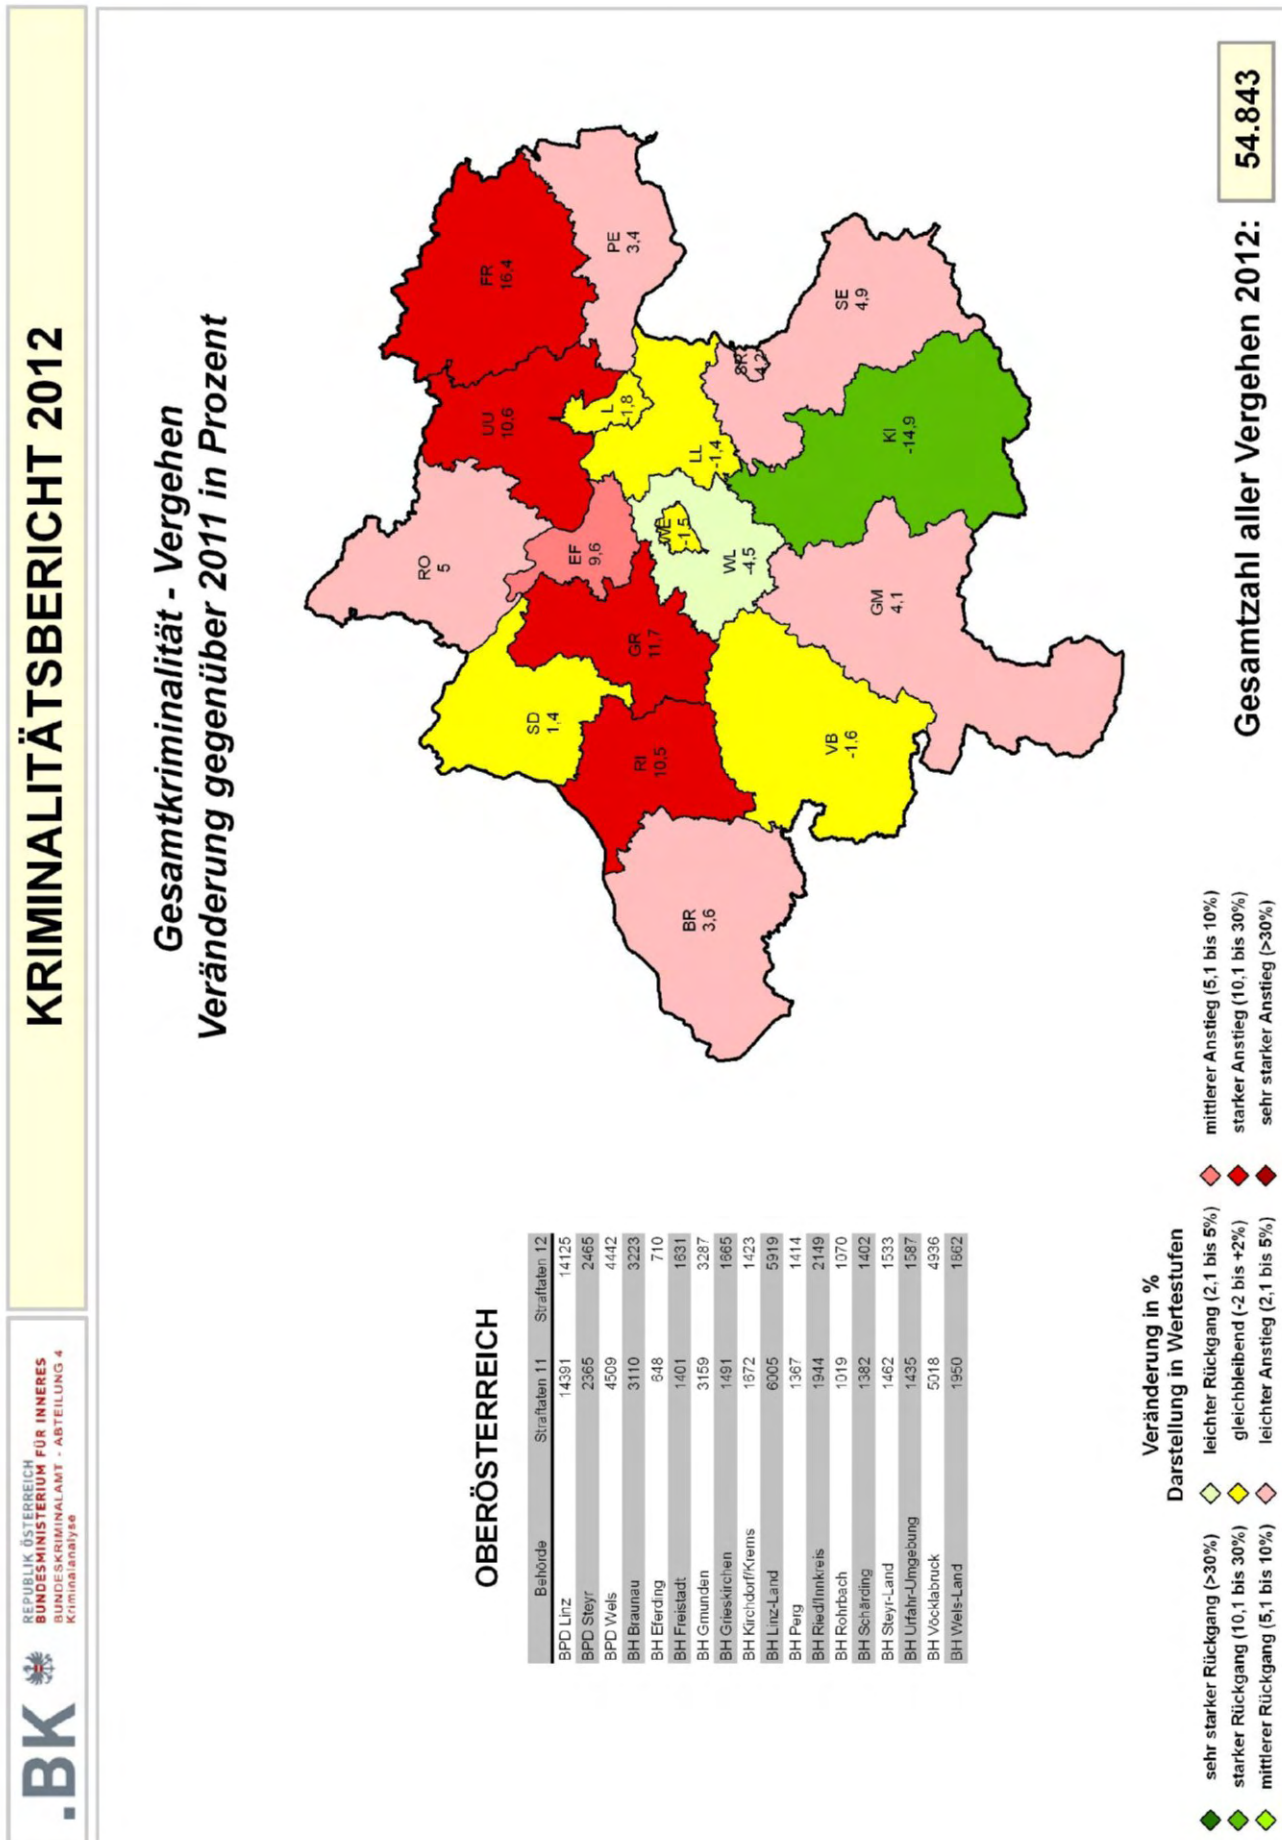 .BK
REPUBLIK ÖSTERREICH
BUNDESMINISTERIUM FÜR INNERES
BUNDESKRIMINALAMT - ABTEILUNG 4
Kriminalanalyse
KRIMINALITÄTSBERICHT 2012
Gesamtkriminalität - Vergehen
Veränderung gegenüber 2011 in Prozent
OBERÖSTERREICH
Behörde Straftaten 11 Straftaten 12
BPD Linz 14391 14125
BPD Steyr 2365 2465
BPD Wels 4509 4442
BH Braunau 3110 3223
BH Eferding 648 710
BH Freistadt 1401 1631
BH Gmunden 3159 3287
BH Grieskirchen 1491 1665
BH Kirchdorf/Krems 1672 1423
BH Linz-Land 6005 5919
BH Perg 1367 1414
BH Ried/Innkreis 1944 2149
BH Rohrbach 1019 1070
BH Schärding 1382 1402
BH Steyr-Land 1462 1533
BH Urfahr-Umgebung 1435 1587
BH Vöcklabruck 5018 4936
BH Wels-Land 1950 1862
RO
5
UU
10,6
FR
16,4
SD
1,4
EF
9,6
L
-1,8
PE
3,4
RI
10,5
GR
11,7
WE
-1,5
LL
-1,4
BR
3,6
WL
-4,5
SR
4,2
VB
-1,6
GM
4,1
KI
-14,9
SE
4,9
Veränderung in %
Darstellung in Wertestufen
sehr starker Rückgang (>30%)
starker Rückgang (10,1 bis 30%)
mittlerer Rückgang (5,1 bis 10%)
leichter Rückgang (2,1 bis 5%)
gleichbleibend (-2 bis +2%)
leichter Anstieg (2,1 bis 5%)
mittlerer Anstieg (5,1 bis 10%)
starker Anstieg (10,1 bis 30%)
sehr starker Anstieg (>30%)
Gesamtzahl aller Vergehen 2012: 54.843